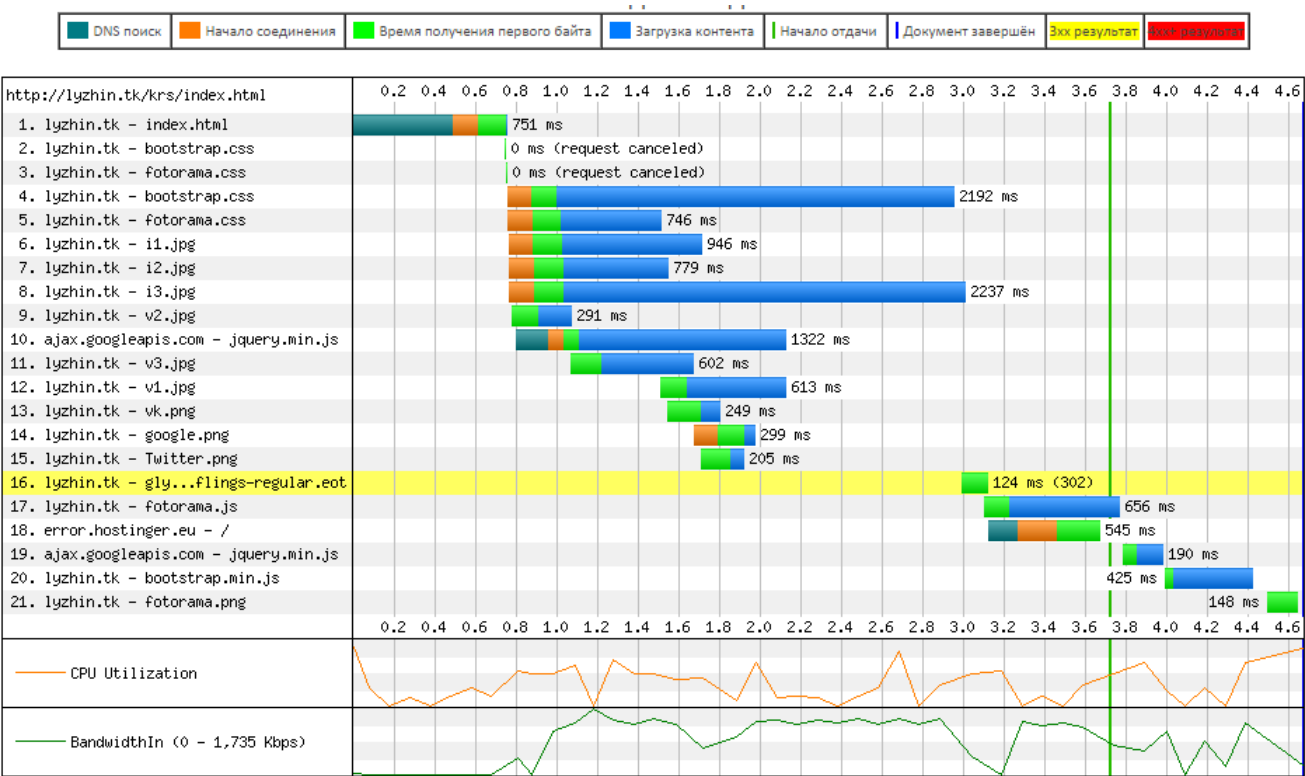 DNS поиск Начало соединения Время получения первого байта Загрузка контента Начало отдачи Документ завершён 3xx результат 4xx+ результат
http://lyzhin.tk/krs/index.html 0.2 0.4 0.6 0.8 1.0 1.2 1.4 1.6 1.8 2.0 2.2 2.4 2.6 2.8 3.0 3.2 3.4 3.6 3.8 4.0 4.2 4.4 4.6
1. lyzhin.tk - index.html 751 ms
2. lyzhin.tk - bootstrap.css 0 ms (request canceled)
3. lyzhin.tk - fotorama.css 0 ms (request canceled)
4. lyzhin.tk - bootstrap.css 2192 ms
5. lyzhin.tk - fotorama.css 746 ms
6. lyzhin.tk - i1.jpg 946 ms
7. lyzhin.tk - i2.jpg 779 ms
8. lyzhin.tk - i3.jpg 2237 ms
9. lyzhin.tk - v2.jpg 291 ms
10. ajax.googleapis.com - jquery.min.js 1322 ms
11. lyzhin.tk - v3.jpg 602 ms
12. lyzhin.tk - v1.jpg 613 ms
13. lyzhin.tk - vk.png 249 ms
14. lyzhin.tk - google.png 299 ms
15. lyzhin.tk - Twitter.png 205 ms
16. lyzhin.tk - gly...flings-regular.eot 124 ms (302)
17. lyzhin.tk - fotorama.js 656 ms
18. error.hostinger.eu - / 545 ms
19. ajax.googleapis.com - jquery.min.js 190 ms
20. lyzhin.tk - bootstrap.min.js 425 ms
21. lyzhin.tk - fotorama.png 148 ms
0.2 0.4 0.6 0.8 1.0 1.2 1.4 1.6 1.8 2.0 2.2 2.4 2.6 2.8 3.0 3.2 3.4 3.6 3.8 4.0 4.2 4.4 4.6
CPU Utilization
BandwidthIn (0 - 1,735 Kbps)